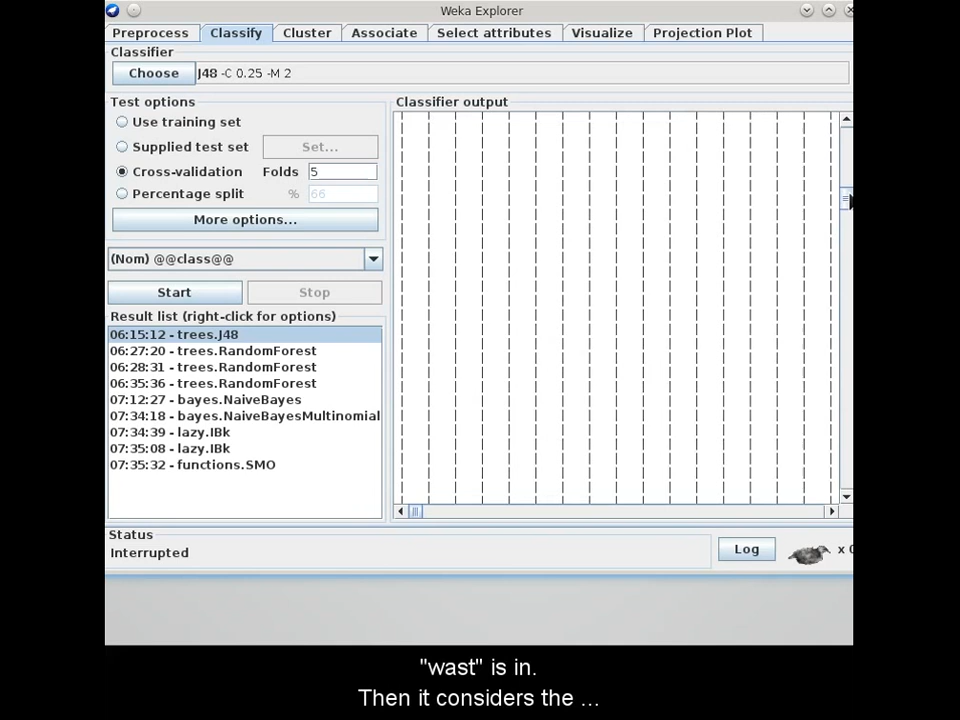 Weka Explorer
Preprocess Classify Cluster Associate Select attributes Visualize Projection Plot
Classifier
Choose J48 -C 0.25 -M 2
Test options
Use training set
Supplied test set Set...
Cross-validation Folds 5
Percentage split % 66
More options...
(Nom) @@class@@
Start Stop
Result list (right-click for options)
06:15:12 - trees.J48
06:27:20 - trees.RandomForest
06:28:31 - trees.RandomForest
06:35:36 - trees.RandomForest
07:12:27 - bayes.NaiveBayes
07:34:18 - bayes.NaiveBayesMultinomial
07:34:39 - lazy.IBk
07:35:08 - lazy.IBk
07:35:32 - functions.SMO
Classifier output
Status
Interrupted
Log x 0
"wast" is in.
Then it considers the ...